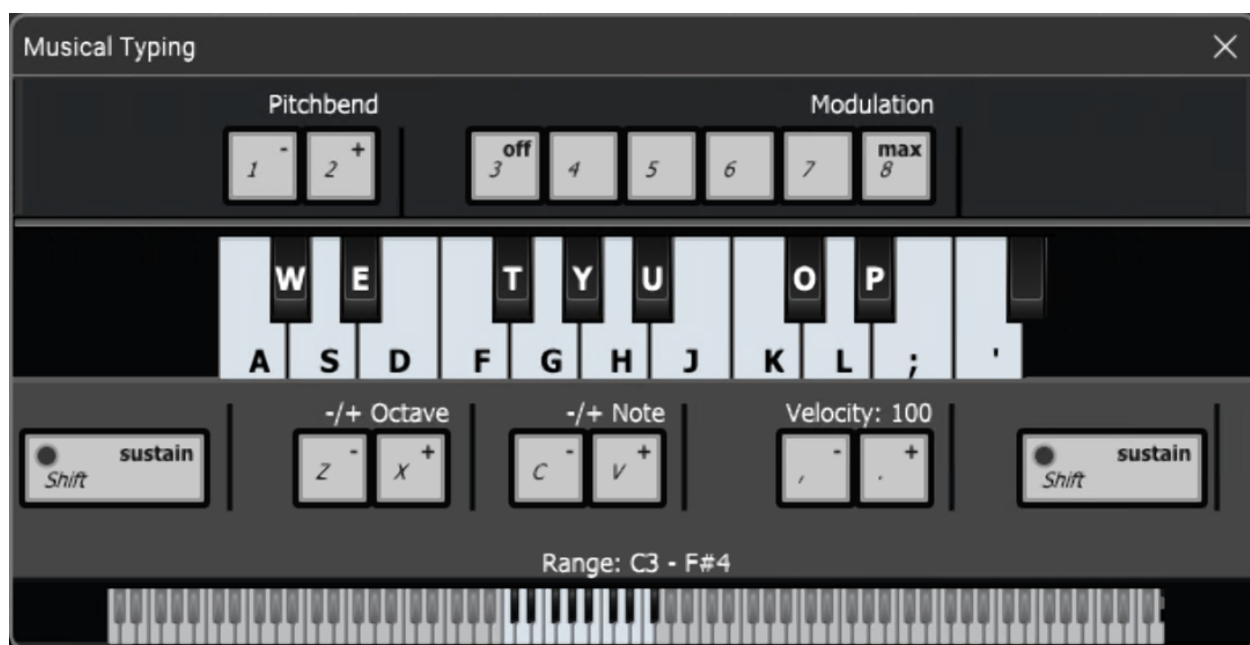 Musical Typing
Pitchbend Modulation
- + off max
1 2 3 4 5 6 7 8
W E T Y U O P
A S D F G H J K L ; '
-/+ Octave -/+ Note Velocity: 100
sustain - + - + - + sustain
Shift Z X C V , . Shift
Range: C3 - F#4